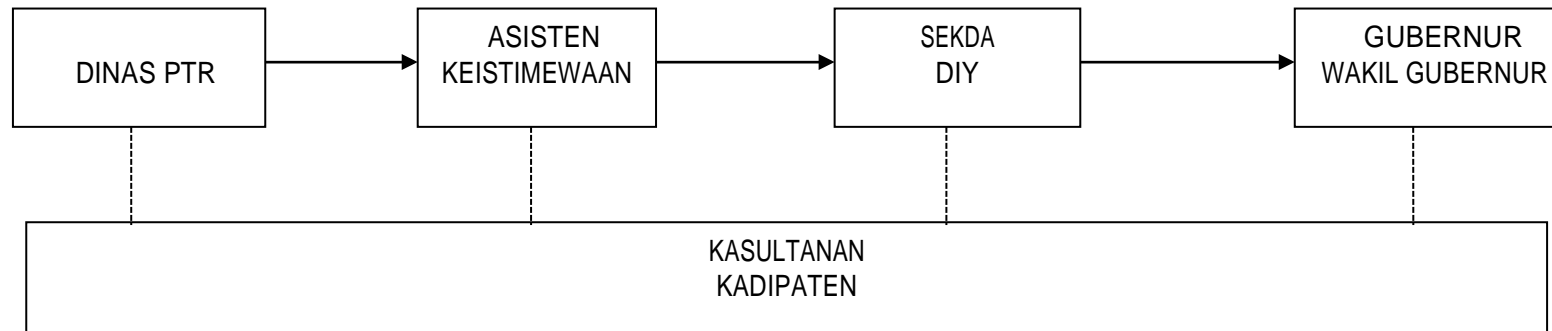 DINAS PTR
ASISTEN
KEISTIMEWAAN
SEKDA
DIY
GUBERNUR
WAKIL GUBERNUR
KASULTANAN
KADIPATEN